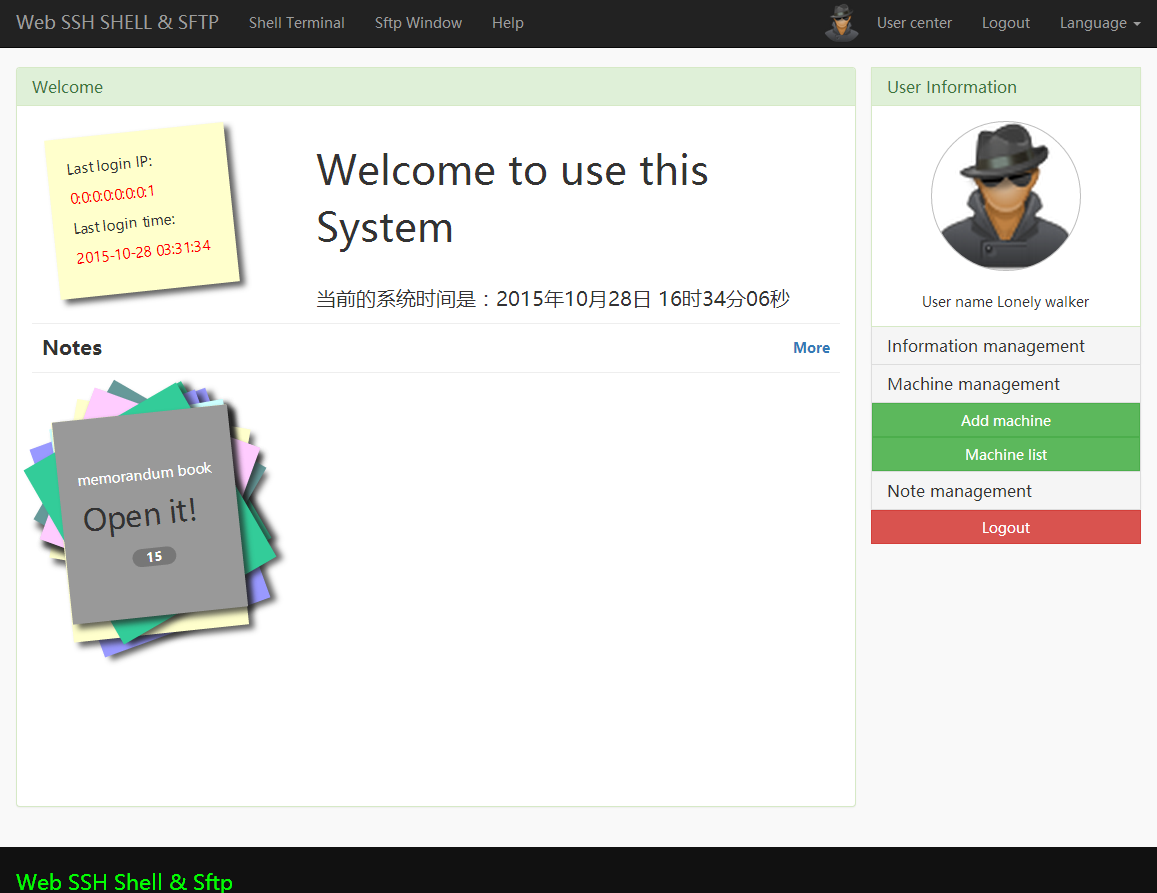 Web SSH SHELL & SFTP Shell Terminal Sftp Window Help User center Logout Language
Welcome
Last login IP:
0:0:0:0:0:0:0:1
Last login time:
2015-10-28 03:31:34
Welcome to use this
System
当前的系统时间是：2015年10月28日 16时34分06秒
Notes More
memorandum book
Open it!
15
User Information
User name Lonely walker
Information management
Machine management
Add machine
Machine list
Note management
Logout
Web SSH Shell & Sftp